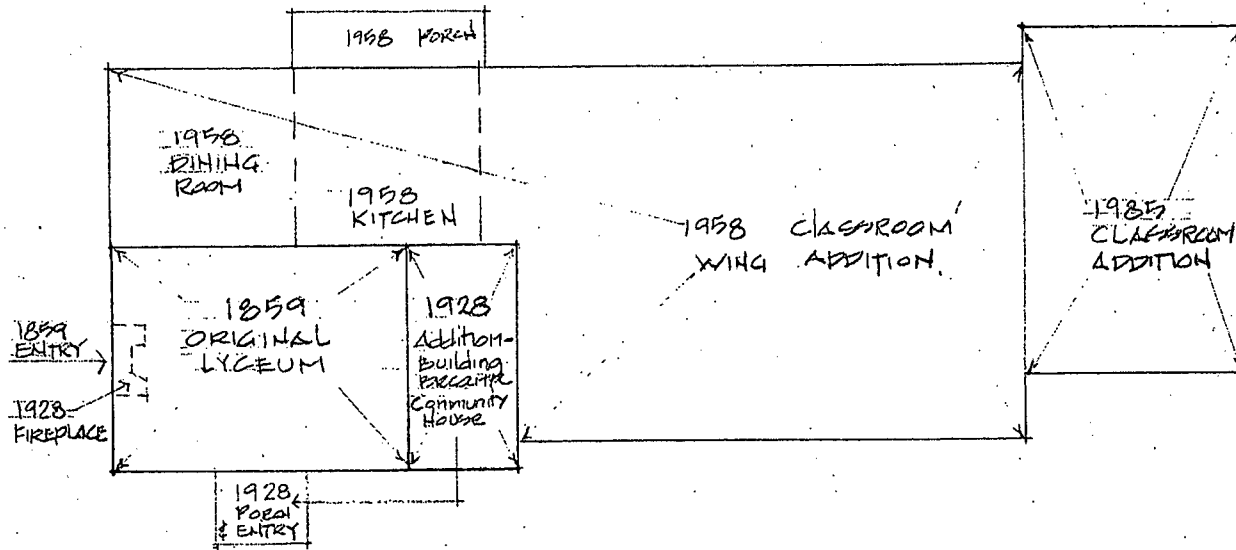 1958 PORCH
1958
DINING
ROOM
1958
KITCHEN
1958 CLASSROOM
WING ADDITION.
1985
CLASSROOM
ADDITION
1859
ORIGINAL
LYCEUM
1928
Addition-
Building
BECAME
Community
HOUSE
1859
ENTRY
1928
FIREPLACE
1928
PORCH
& ENTRY